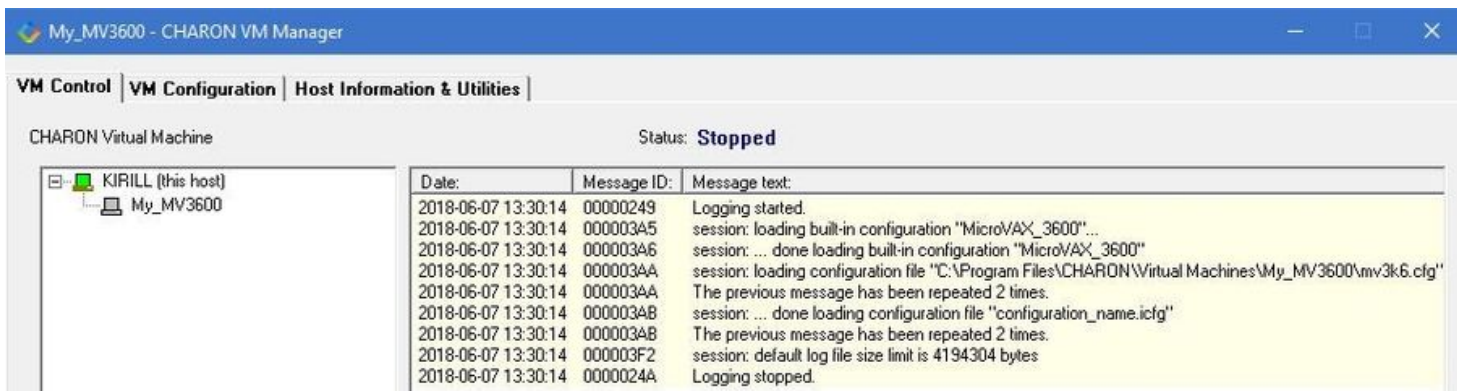 My_MV3600 - CHARON VM Manager
VM Control VM Configuration Host Information & Utilities
CHARON Virtual Machine Status: Stopped
KIRILL (this host)
My_MV3600
Date: Message ID: Message text:
2018-06-07 13:30:14 00000249 Logging started.
2018-06-07 13:30:14 000003A5 session: loading built-in configuration "MicroVAX_3600"...
2018-06-07 13:30:14 000003A6 session: ... done loading built-in configuration "MicroVAX_3600"
2018-06-07 13:30:14 000003AA session: loading configuration file "C:\Program Files\CHARON\Virtual Machines\My_MV3600\mv3k6.cfg"
2018-06-07 13:30:14 000003AA The previous message has been repeated 2 times.
2018-06-07 13:30:14 000003AB session: ... done loading configuration file "configuration_name.icfg"
2018-06-07 13:30:14 000003AB The previous message has been repeated 2 times.
2018-06-07 13:30:14 000003F2 session: default log file size limit is 4194304 bytes
2018-06-07 13:30:14 0000024A Logging stopped.